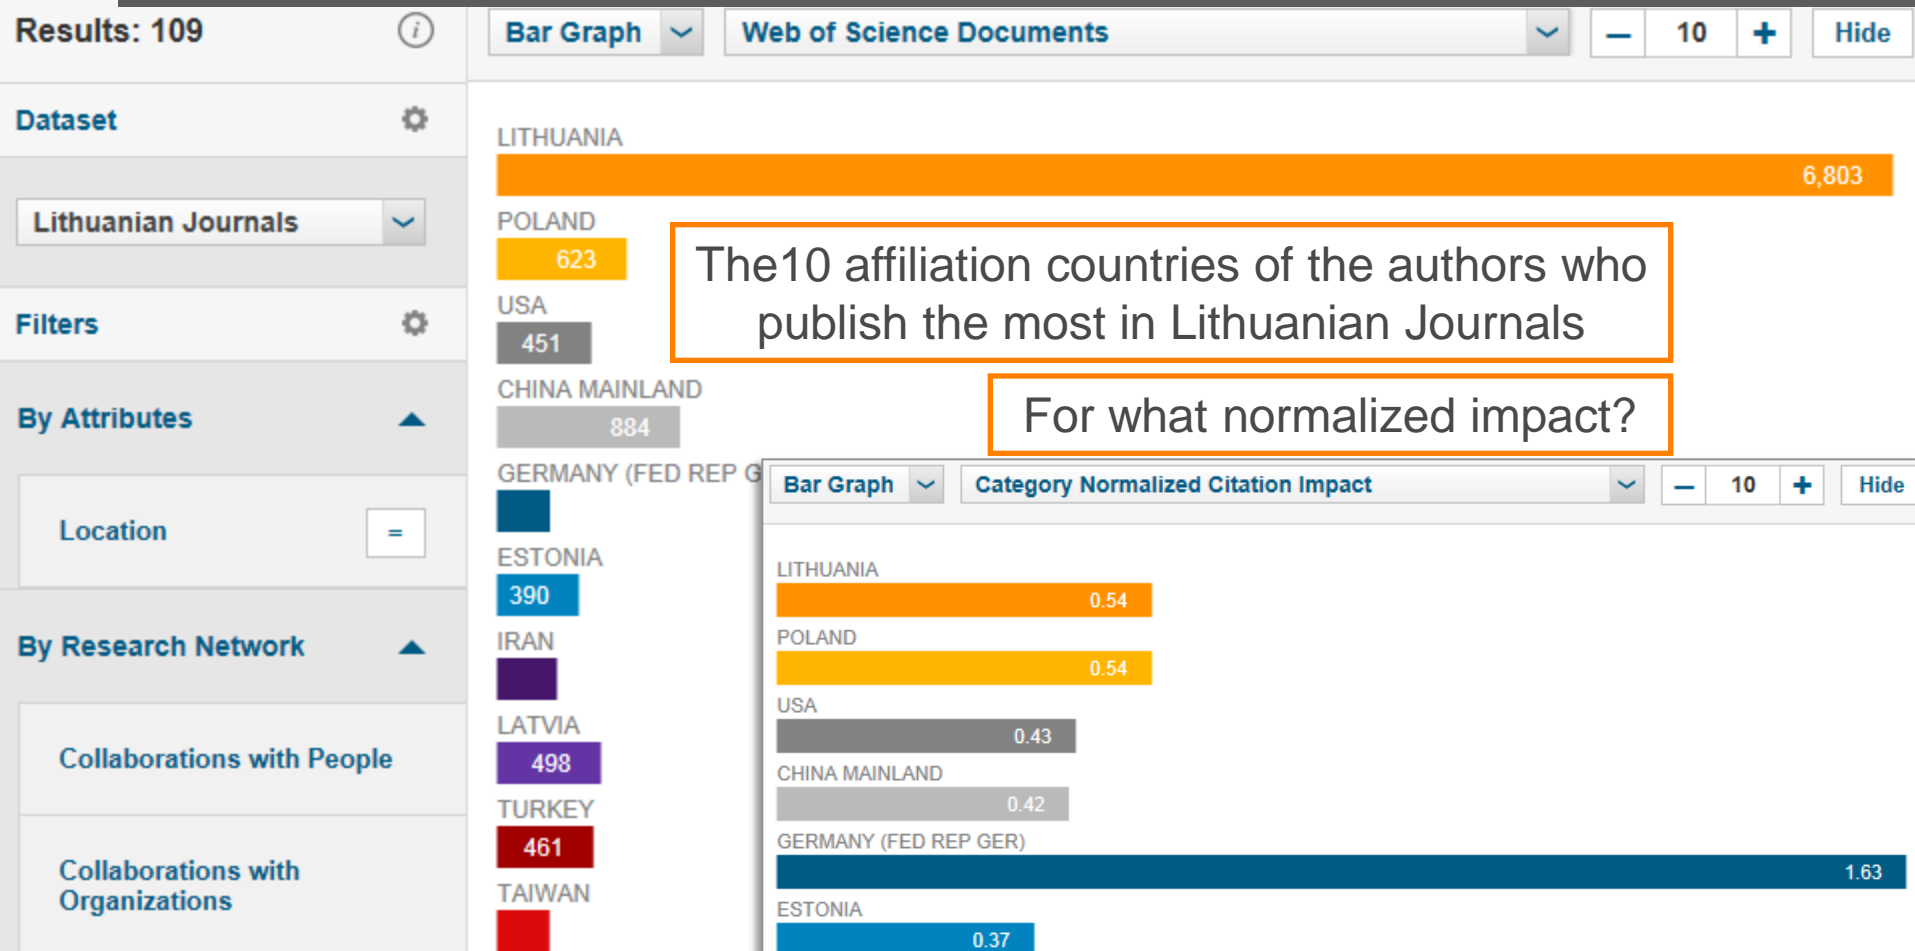 Results: 109
Dataset
Lithuanian Journals
Filters
By Attributes
Location
=
By Research Network
Collaborations with People
Collaborations with
Organizations
Bar Graph
Web of Science Documents
10
Hide
LITHUANIA
6,803
POLAND
623
USA
451
CHINA MAINLAND
884
GERMANY (FED REP G
ESTONIA
390
IRAN
LATVIA
498
TURKEY
461
TAIWAN
The10 affiliation countries of the authors who
publish the most in Lithuanian Journals
For what normalized impact?
Bar Graph
Category Normalized Citation Impact
10
Hide
LITHUANIA
0.54
POLAND
0.54
USA
0.43
CHINA MAINLAND
0.42
GERMANY (FED REP GER)
1.63
ESTONIA
0.37